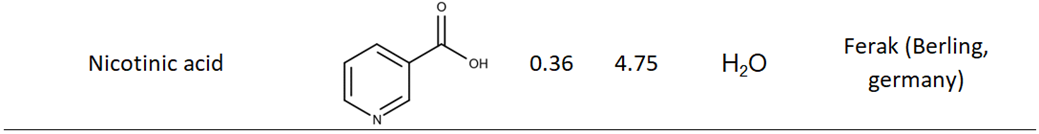 Nicotinic acid
O
OH
N
0.36
4.75
H₂O
Ferak (Berling,
germany)